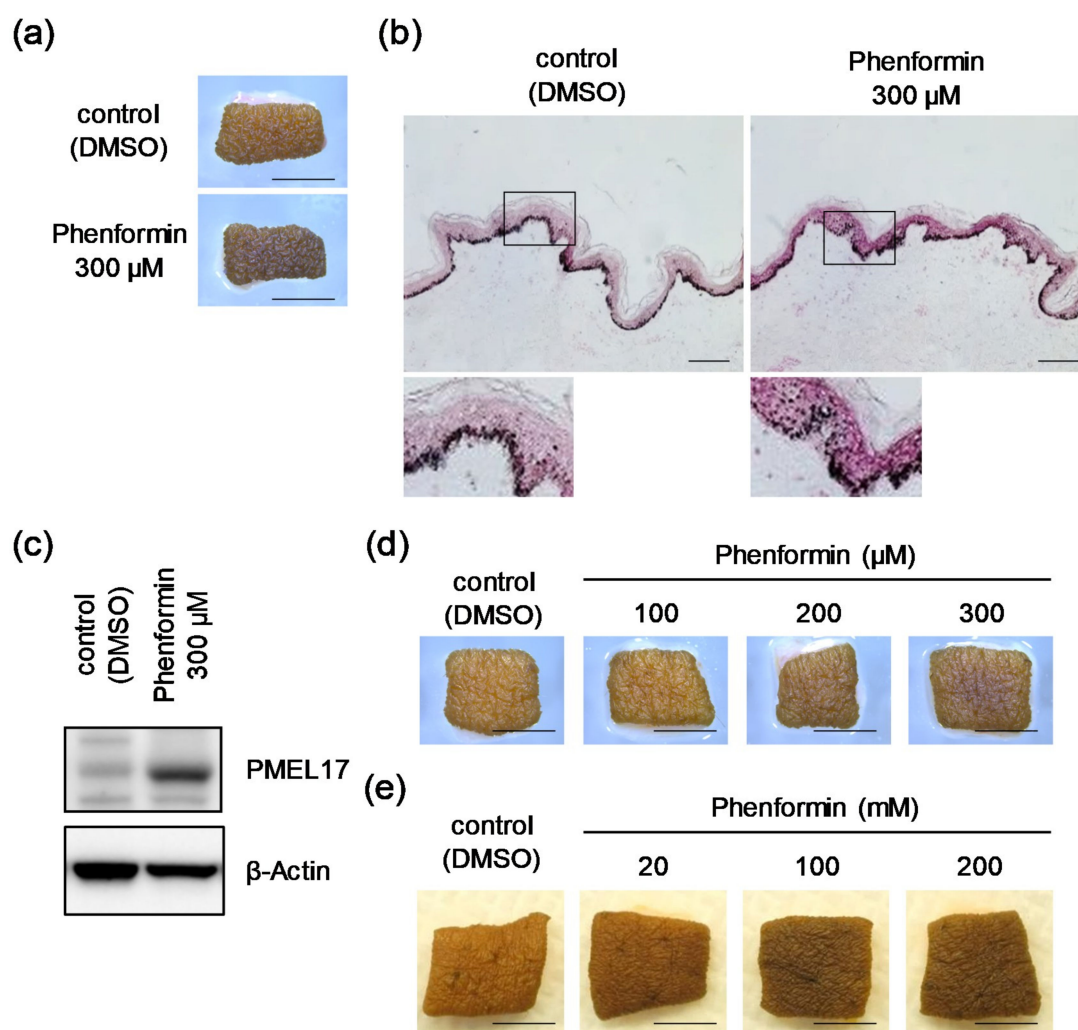 (a)
control
(DMSO)
Phenformin
300 µM
(b)
control
(DMSO)
Phenformin
300 µM
(c)
control
(DMSO)
Phenformin
300 µM
PMEL17
β-Actin
(d)
control
(DMSO)
Phenformin (µM)
100
200
300
(e)
control
(DMSO)
Phenformin (mM)
20
100
200